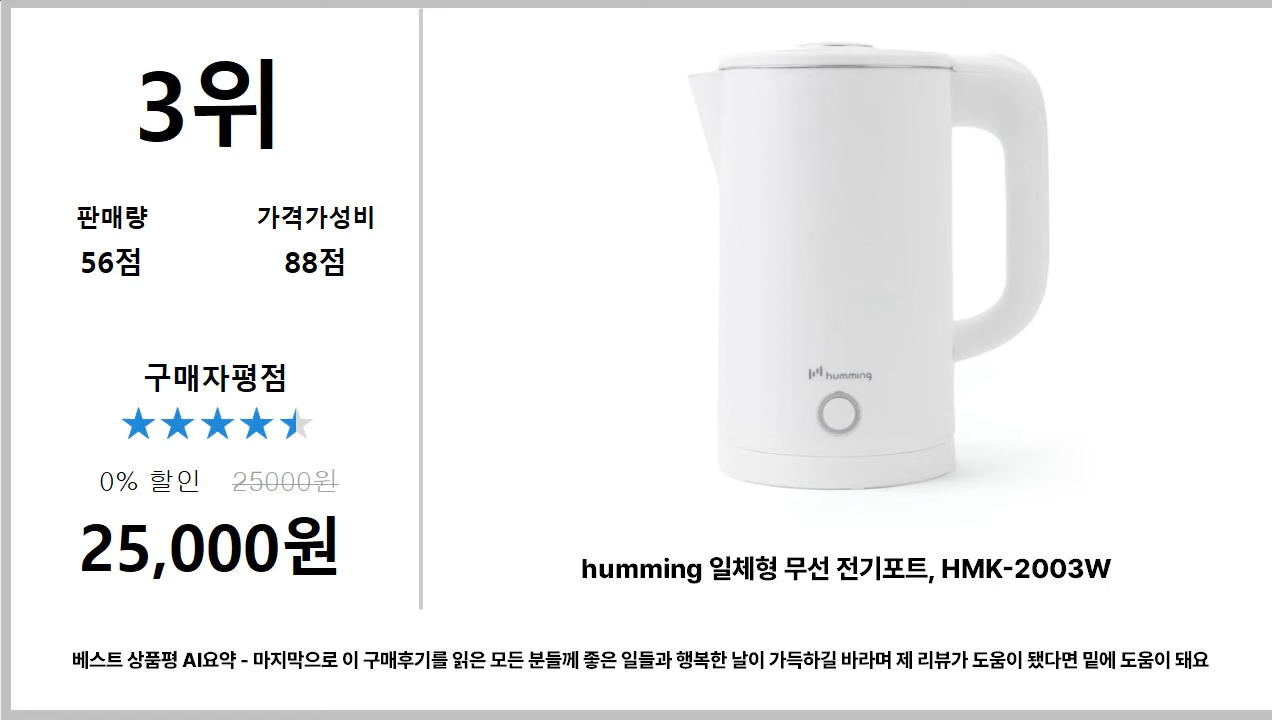 3위
판매량 가격가성비
56점 88점
구매자평점
0% 할인 25000원
25,000원
humming
humming 일체형 무선 전기포트, HMK-2003W
베스트 상품평 AI요약 - 마지막으로 이 구매후기를 읽은 모든 분들께 좋은 일들과 행복한 날이 가득하길 바라며 제 리뷰가 도움이 됐다면 밑에 도움이 돼요